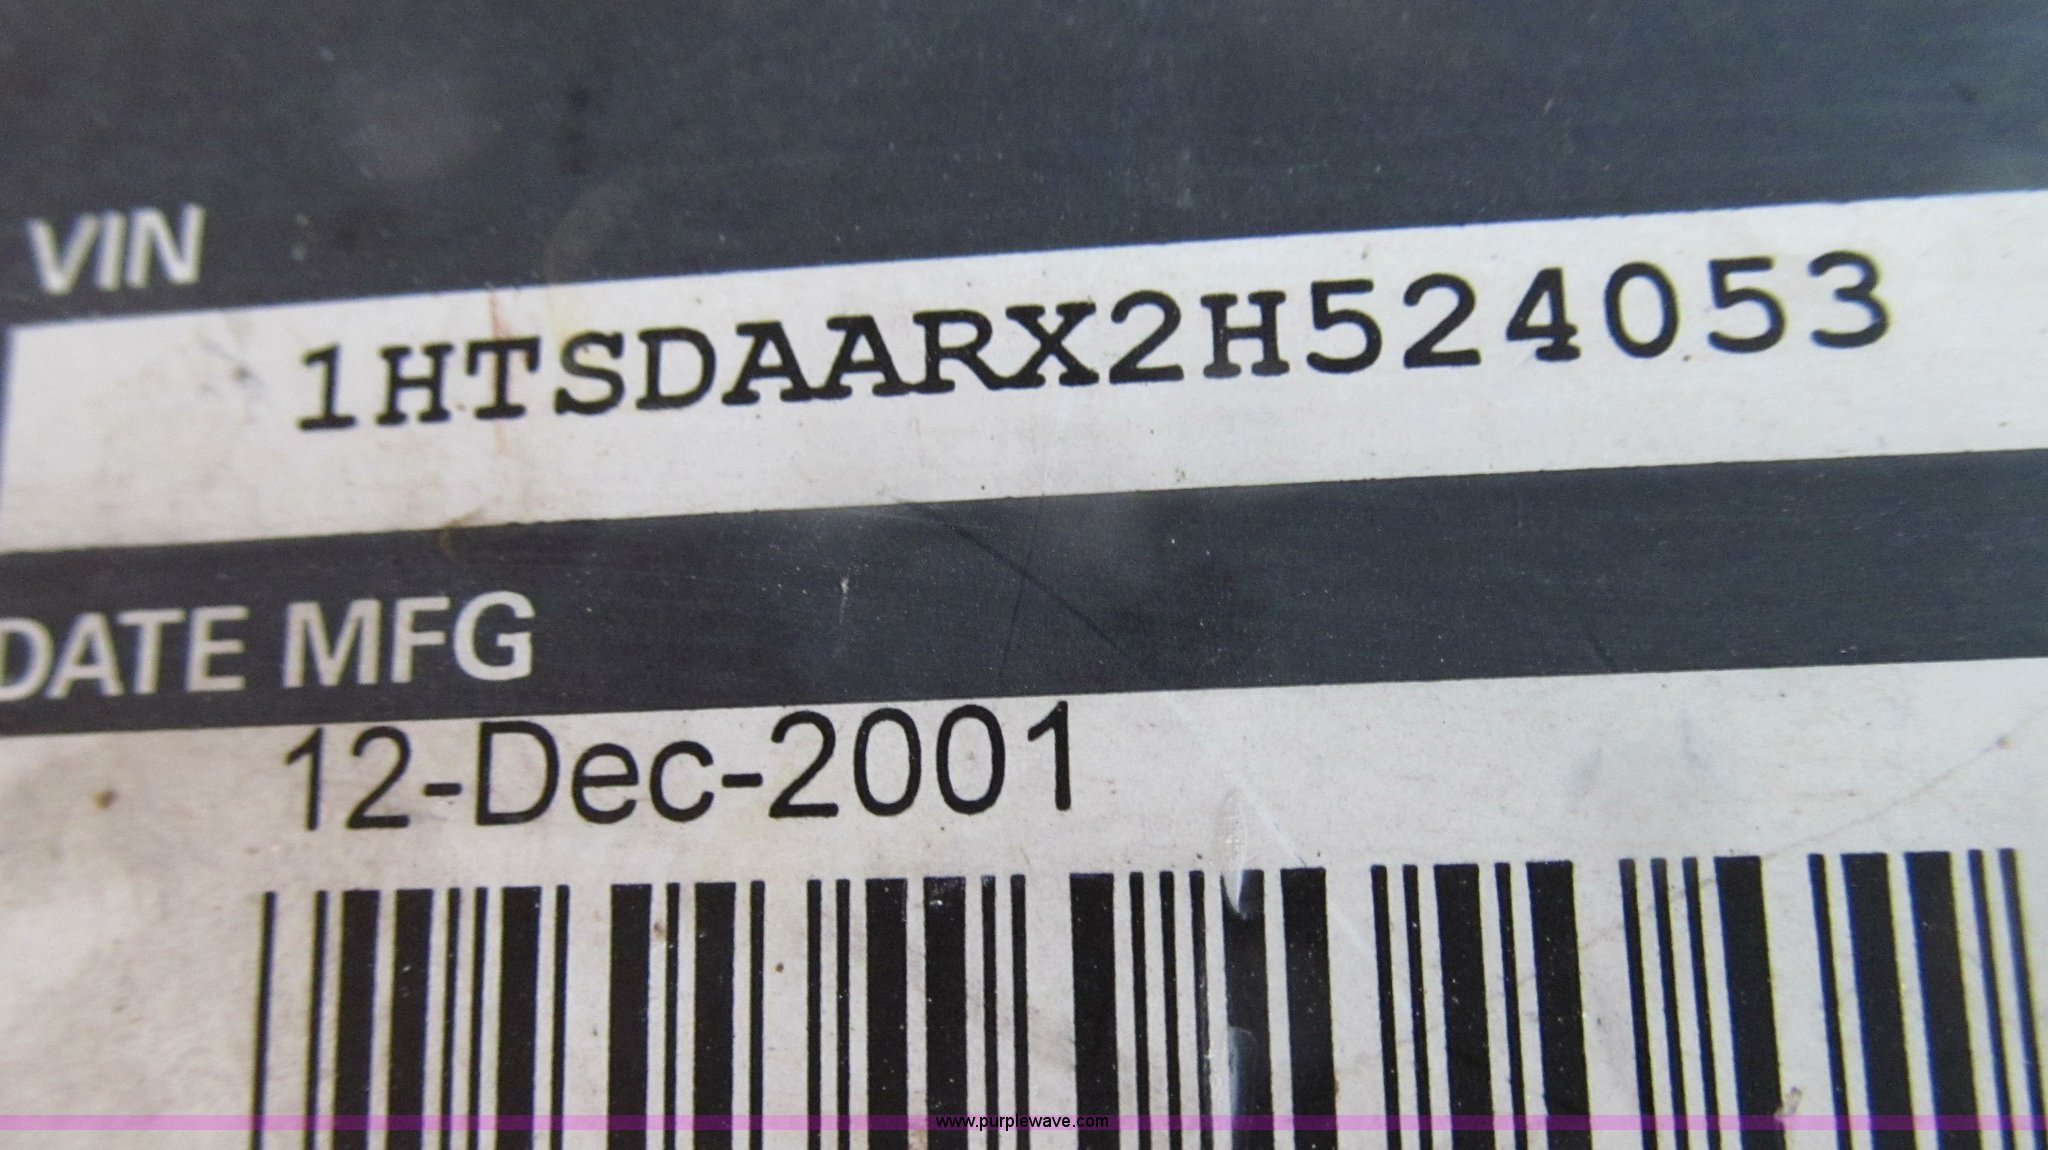 VIN
1HTSDAARX2H524053
DATE MFG
12-Dec-2001
www.purplewave.com